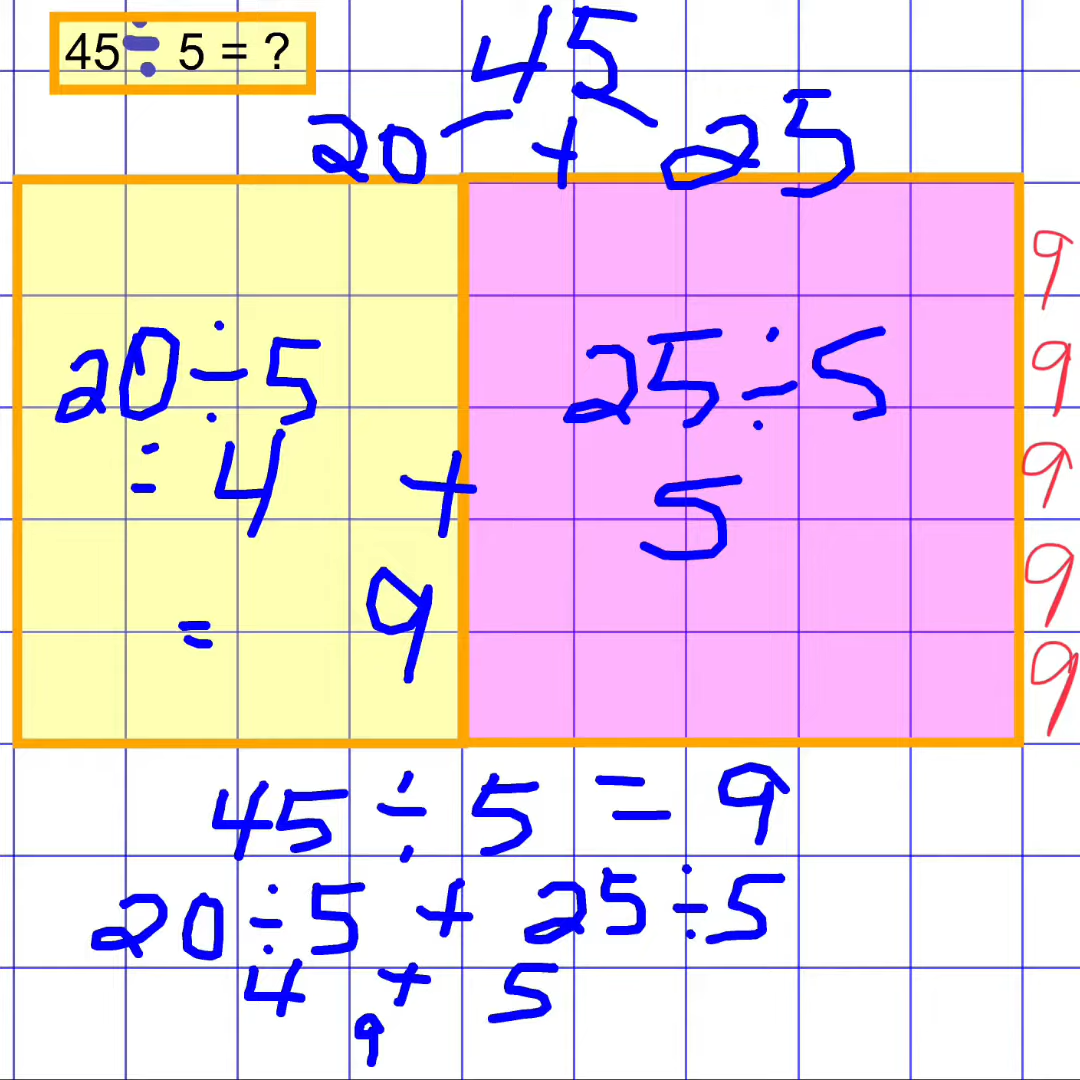 45 ÷ 5 = ?
45
20 + 25
9
20 ÷ 5
25 ÷ 5
9
= 4 + 5
9
= 9
9
9
45 ÷ 5 = 9
20 ÷ 5 + 25 ÷ 5
4 + 5
9